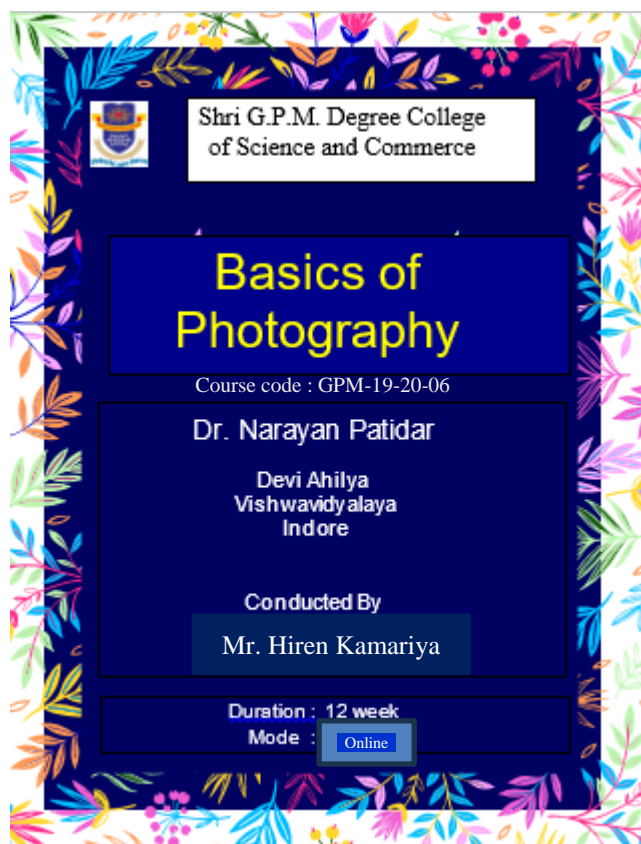 Shri G.P.M. Degree College
of Science and Commerce
Basics of
Photography
Course code : GPM-19-20-06
Dr. Narayan Patidar
Devi Ahilya
Vishwavidyalaya
Indore
Conducted By
Mr. Hiren Kamariya
Duration : 12 week
Mode : Online